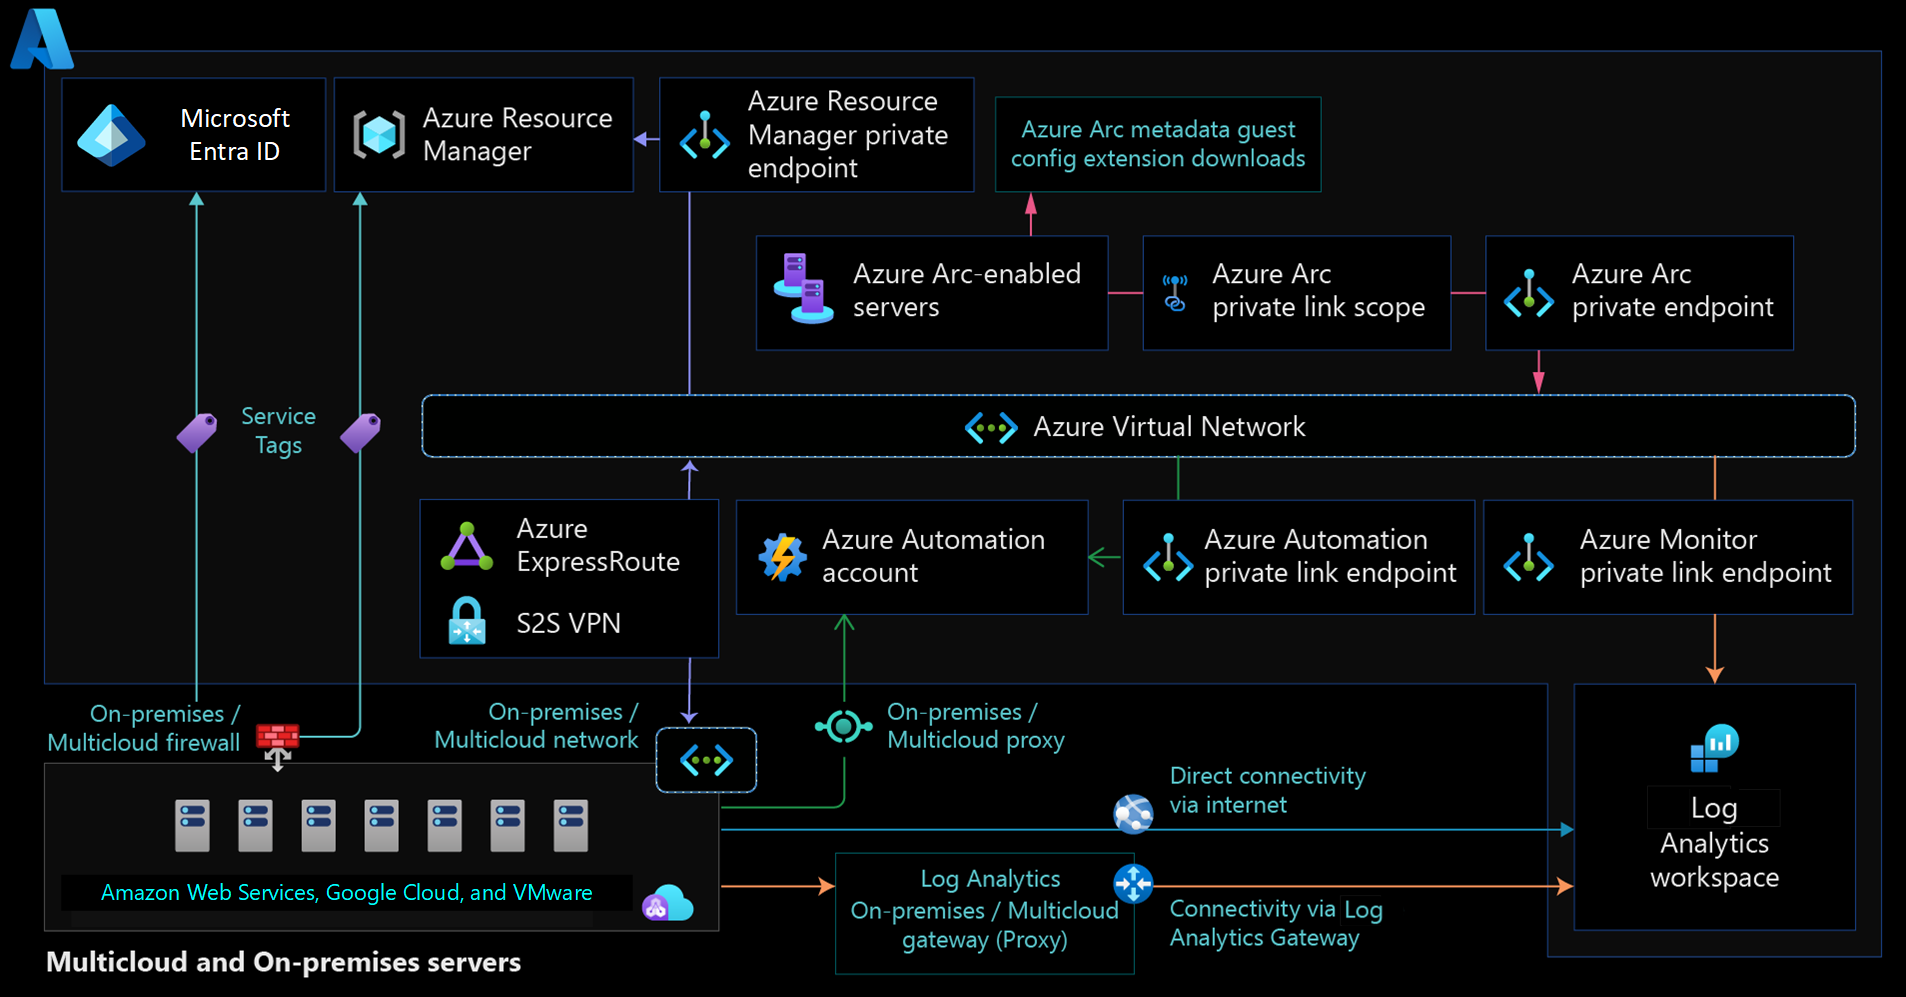 Microsoft
Entra ID
Azure Resource
Manager
Azure Resource
Manager private
endpoint
Azure Arc metadata guest
config extension downloads
Azure Arc-enabled
servers
Azure Arc
private link scope
Azure Arc
private endpoint
Service
Tags
Azure Virtual Network
Azure
ExpressRoute
S2S VPN
Azure Automation
account
Azure Automation
private link endpoint
Azure Monitor
private link endpoint
On-premises /
Multicloud firewall
On-premises /
Multicloud network
On-premises /
Multicloud proxy
Direct connectivity
via internet
Log
Analytics
workspace
Amazon Web Services, Google Cloud, and VMware
Log Analytics
On-premises / Multicloud
gateway (Proxy)
Connectivity via Log
Analytics Gateway
Multicloud and On-premises servers